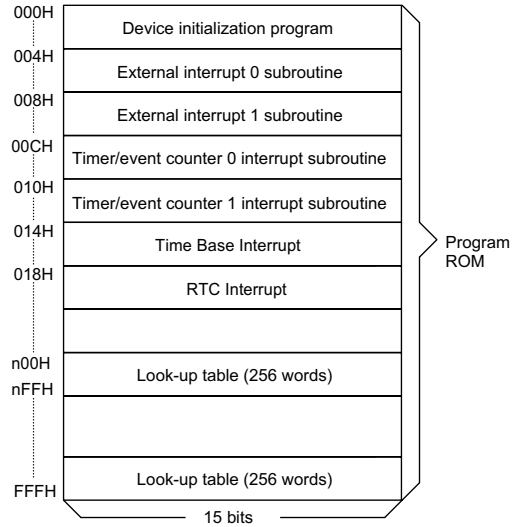 000H
Device initialization program
004H
External interrupt 0 subroutine
008H
External interrupt 1 subroutine
00CH
Timer/event counter 0 interrupt subroutine
010H
Timer/event counter 1 interrupt subroutine
014H
Time Base Interrupt
018H
RTC Interrupt
Program
ROM
n00H
Look-up table (256 words)
nFFH
Look-up table (256 words)
FFFH
15 bits